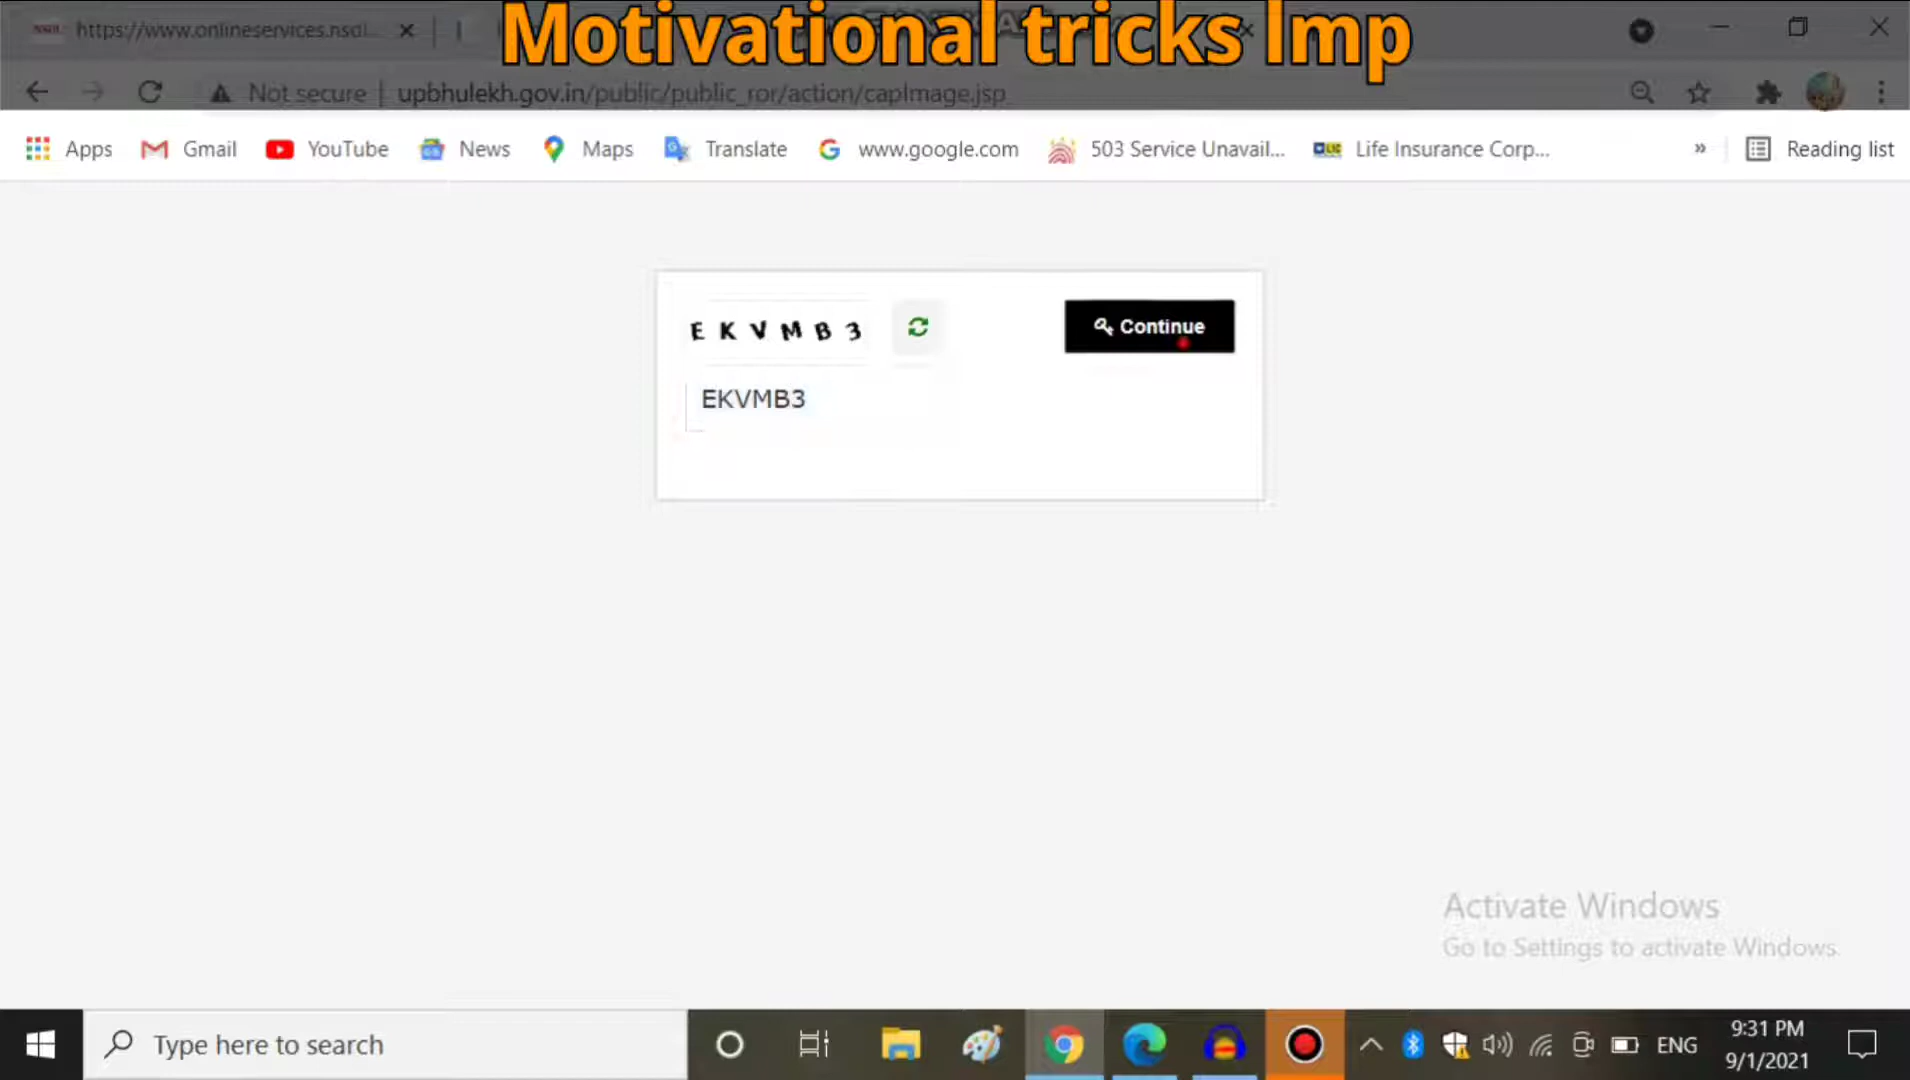 Motivational tricks Imp
https://www.onlineservices.nsdl...
Not secure | upbhulekh.gov.in/public/public_ror/action/capImage.jsp
Apps Gmail YouTube News Maps Translate www.google.com 503 Service Unavail... Life Insurance Corp... » Reading list
E K V M B 3 Continue
EKVMB3
Activate Windows
Go to Settings to activate Windows.
Type here to search
ENG
9:31 PM
9/1/2021